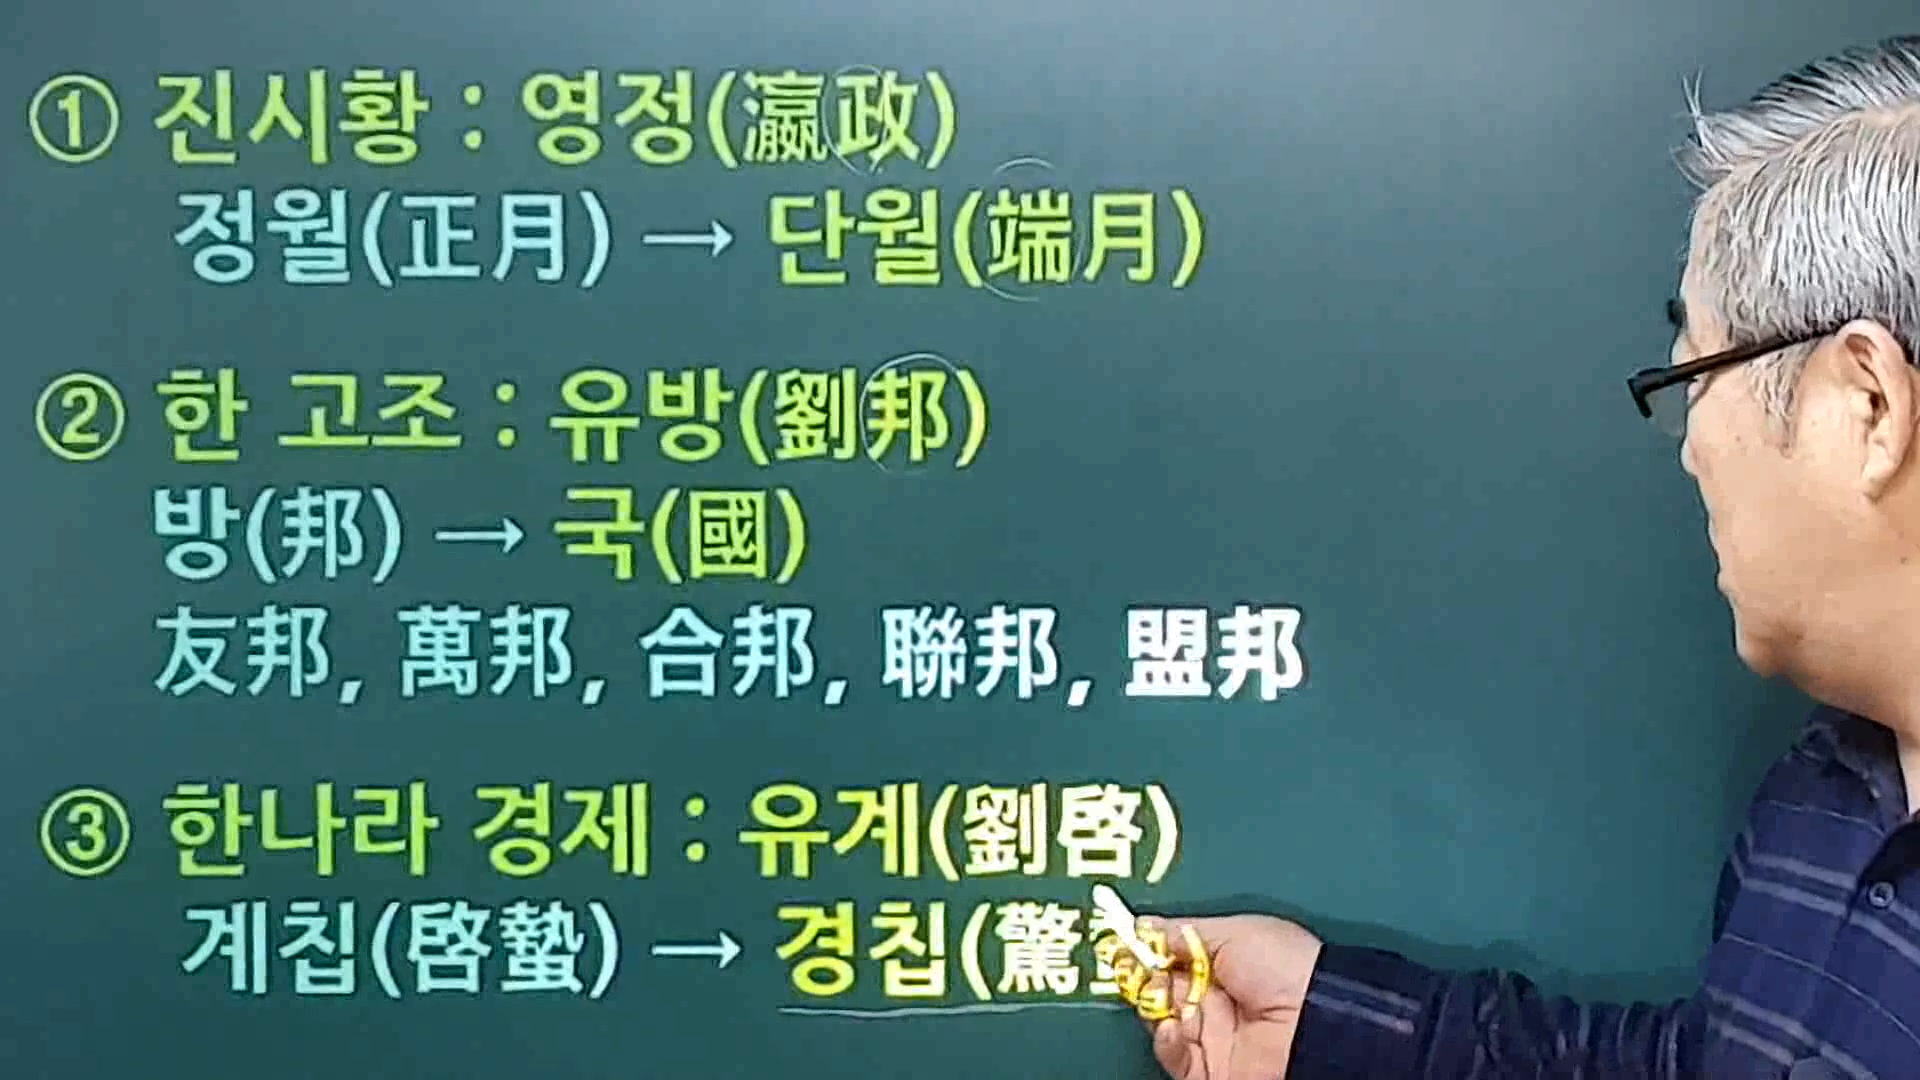 ① 진시황 : 영정(瀛政)
정월(正月) → 단월(端月)
② 한 고조 : 유방(劉邦)
방(邦) → 국(國)
友邦, 萬邦, 合邦, 聯邦, 盟邦
③ 한나라 경제 : 유계(劉啓)
계칩(啓蟄) → 경칩(驚蟄)